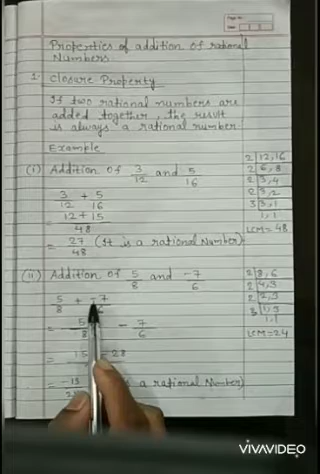 Page No.
Date
Properties of addition of rational
Numbers
1. Closure Property
If two rational numbers are
added together, the result
is always a rational number.
Example
(i) Addition of 3/12 and 5/16
3/12 + 5/16
= 12 + 15 / 48
= 27/48 (It is a rational Number)
2 | 12, 16
2 | 6, 8
2 | 3, 4
2 | 3, 2
3 | 3, 1
1, 1
LCM = 48
(ii) Addition of 5/8 and -7/6
5/8 + -7/6
= 5/8 - 7/6
= 15 - 28
= -13 is a rational Number)
2 | 8, 6
2 | 4, 3
2 | 2, 3
3 | 1, 3
1, 1
LCM = 24
VIVAVIDEO